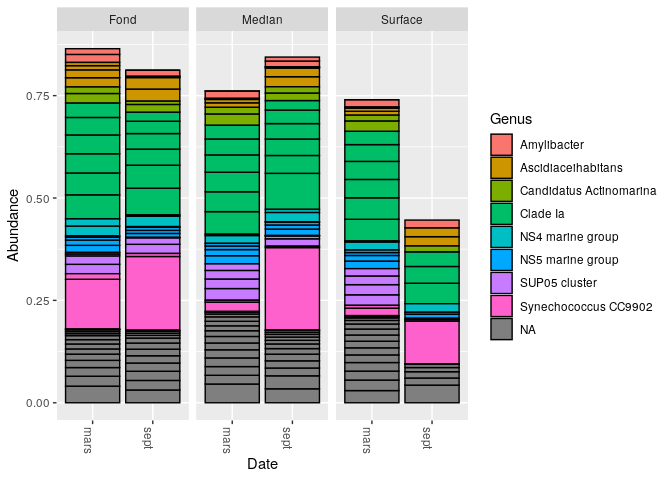 Fond
Median
Surface
0.75
0.50
0.25
0.00
Abundance
mars
sept
mars
sept
mars
sept
Date
Genus
Amylibacter
Ascidiaceihabitans
Candidatus Actinomarina
Clade Ia
NS4 marine group
NS5 marine group
SUP05 cluster
Synechococcus CC9902
NA